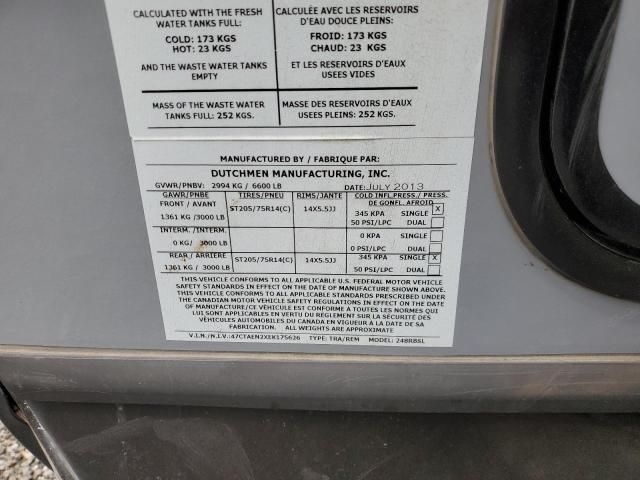 CALCULATED WITH THE FRESH WATER TANKS FULL:
COLD: 173 KGS
HOT: 23 KGS
AND THE WASTE WATER TANKS EMPTY
MASS OF THE WASTE WATER TANKS FULL: 252 KGS.
CALCULÉE AVEC LES RESERVOIRS D'EAU DOUCE PLEINS:
FROID: 173 KGS
CHAUD: 23 KGS
ET LES RESERVOIRS D'EAUX USEES VIDES
MASSE DES RESERVOIRS D'EAUX USEES PLEINS: 252 KGS.
MANUFACTURED BY / FABRIQUE PAR:
DUTCHMEN MANUFACTURING, INC.
GVWR/PNBV: 2994 KG / 6600 LB DATE: JULY 2013
GAWR/PNBE TIRES/PNEU RIMS/JANTE COLD INFL.PRESS./ PRESS. DE GONFL. AFROID
FRONT / AVANT ST205/75R14(C) 14X5.5JJ 345 KPA SINGLE X
1361 KG /3000 LB 50 PSI/LPC DUAL
INTERM. / INTERM. 0 KPA SINGLE
0 KG/ 3000 LB 0 PSI/LPC DUAL
REAR / ARRIERE ST205/75R14(C) 14X5.5JJ 345 KPA SINGLE X
1361 KG / 3000 LB 50 PSI/LPC DUAL
THIS VEHICLE CONFORMS TO ALL APPLICABLE U.S. FEDERAL MOTOR VEHICLE
SAFETY STANDARDS IN EFFECT ON THE DATE OF MANUFACTURE SHOWN ABOVE.
THIS VEHICLE CONFORMS TO ALL APPLICABLE STANDARDS PRESCRIBED UNDER
THE CANADIAN MOTOR VEHICLE SAFETY REGULATIONS IN EFFECT ON THE DATE
OF MANUFACTURE/CE VEHICULE EST CONFORME A TOUTES LES NORMES QUI
LUI SONT APPLICABLES EN VERTU DU REGLEMENT SUR LA SÉCURITÉ DES
VÉHICULES AUTOMOBILES DU CANADA EN VIGUEUR A LA DATE DE SA
FABRICATION. ALL WEIGHTS ARE APPROXIMATE
V.I.N./N.I.V.:47CTAEN2XEK175626 TYPE: TRA/REM MODEL: 248RBSL